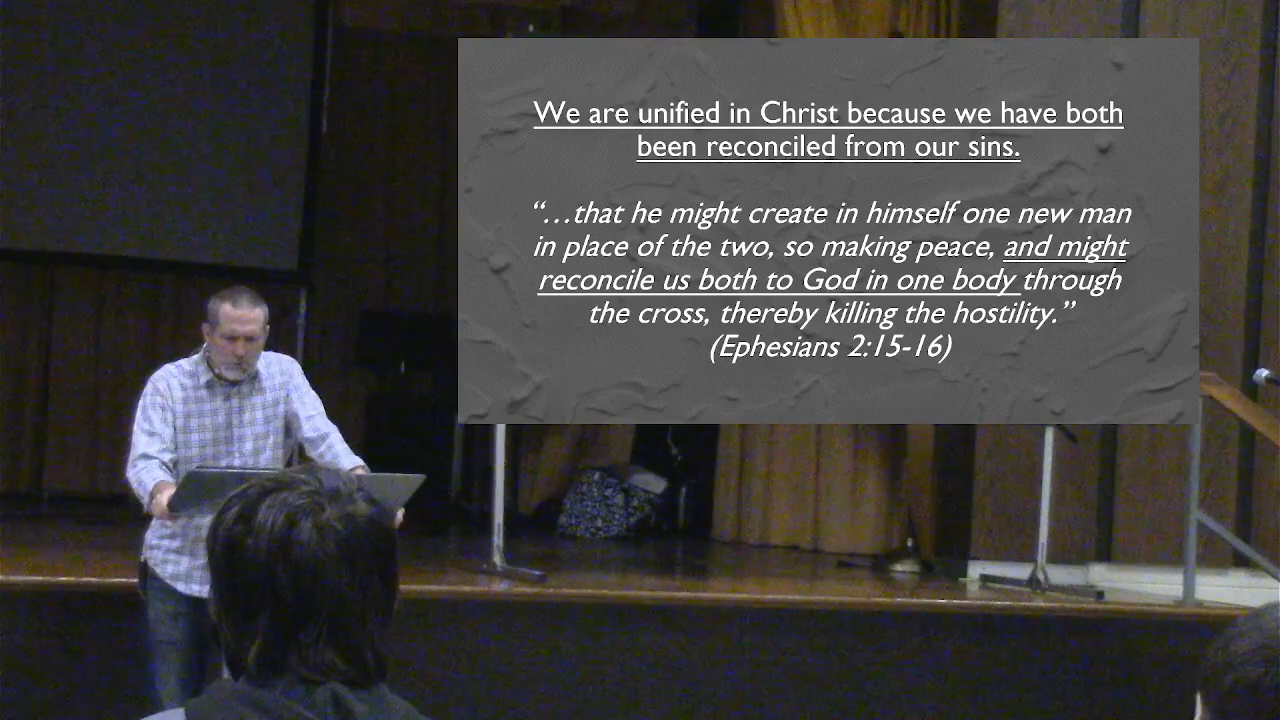 We are unified in Christ because we have both
been reconciled from our sins.
“…that he might create in himself one new man
in place of the two, so making peace, and might
reconcile us both to God in one body through
the cross, thereby killing the hostility.”
(Ephesians 2:15-16)